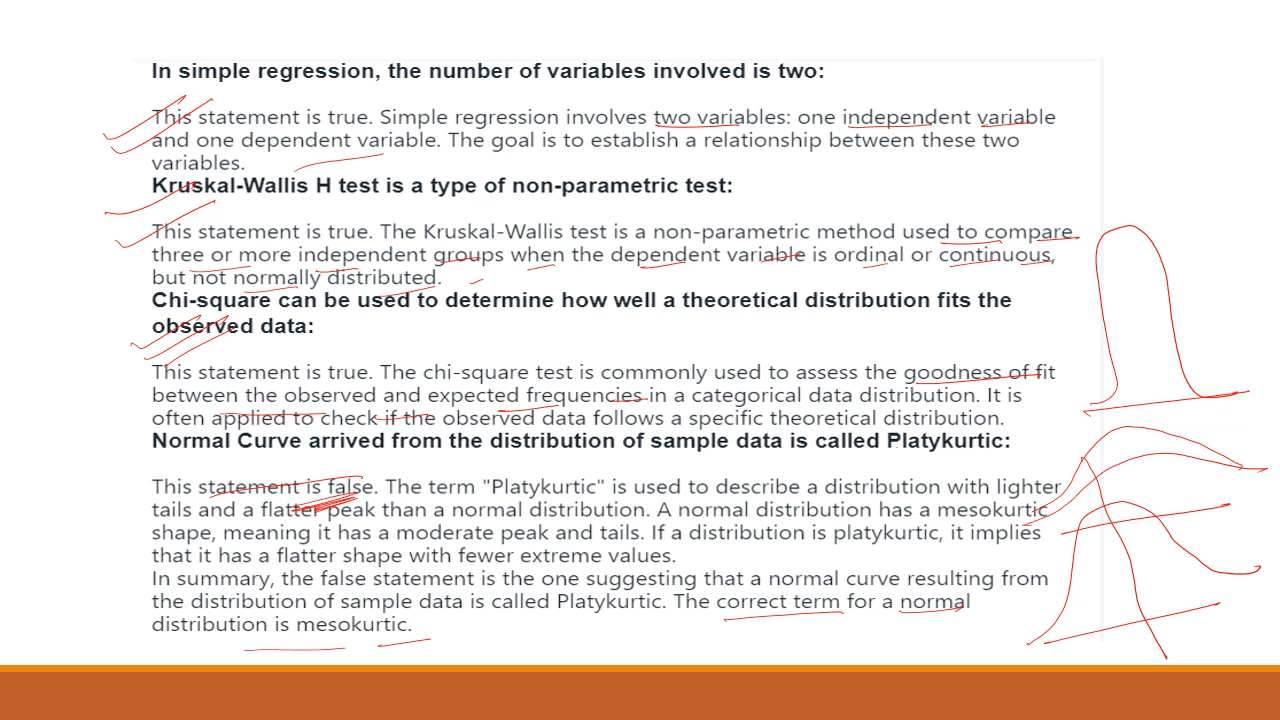 In simple regression, the number of variables involved is two:
This statement is true. Simple regression involves two variables: one independent variable
and one dependent variable. The goal is to establish a relationship between these two
variables.
Kruskal-Wallis H test is a type of non-parametric test:
This statement is true. The Kruskal-Wallis test is a non-parametric method used to compare
three or more independent groups when the dependent variable is ordinal or continuous,
but not normally distributed.
Chi-square can be used to determine how well a theoretical distribution fits the
observed data:
This statement is true. The chi-square test is commonly used to assess the goodness of fit
between the observed and expected frequencies in a categorical data distribution. It is
often applied to check if the observed data follows a specific theoretical distribution.
Normal Curve arrived from the distribution of sample data is called Platykurtic:
This statement is false. The term "Platykurtic" is used to describe a distribution with lighter
tails and a flatter peak than a normal distribution. A normal distribution has a mesokurtic
shape, meaning it has a moderate peak and tails. If a distribution is platykurtic, it implies
that it has a flatter shape with fewer extreme values.
In summary, the false statement is the one suggesting that a normal curve resulting from
the distribution of sample data is called Platykurtic. The correct term for a normal
distribution is mesokurtic.